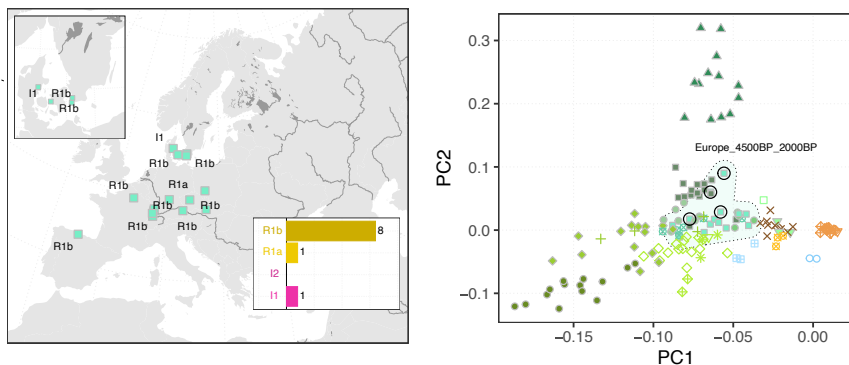 I1
R1b
R1b
I1
R1b
R1b
R1b
R1a
R1b
R1b
R1b
R1b
R1b
8
R1a
1
I2
I1
1
Europe_4500BP_2000BP
PC2
0.3
0.2
0.1
0.0
−0.1
−0.15
−0.10
−0.05
0.00
PC1